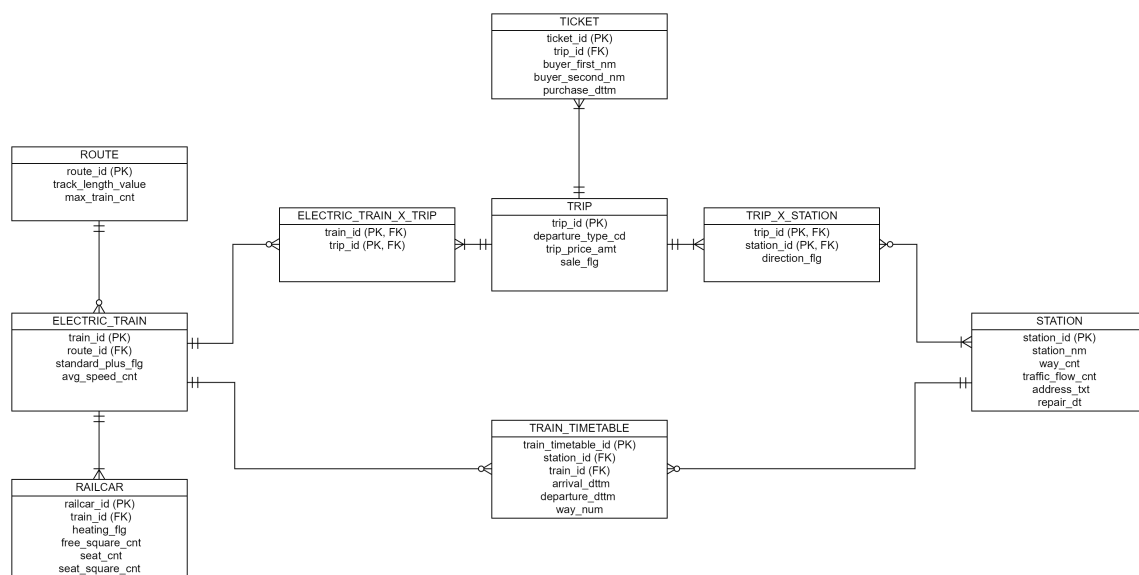 TICKET
ticket_id (PK)
trip_id (FK)
buyer_first_nm
buyer_second_nm
purchase_dttm
ROUTE
route_id (PK)
track_length_value
max_train_cnt
ELECTRIC_TRAIN_X_TRIP
train_id (PK, FK)
trip_id (PK, FK)
TRIP
trip_id (PK)
departure_type_cd
trip_price_amt
sale_flg
TRIP_X_STATION
trip_id (PK, FK)
station_id (PK, FK)
direction_flg
ELECTRIC_TRAIN
train_id (PK)
route_id (FK)
standard_plus_flg
avg_speed_cnt
STATION
station_id (PK)
station_nm
way_cnt
traffic_flow_cnt
address_txt
repair_dt
TRAIN_TIMETABLE
train_timetable_id (PK)
station_id (FK)
train_id (FK)
arrival_dttm
departure_dttm
way_num
RAILCAR
railcar_id (PK)
train_id (FK)
heating_flg
free_square_cnt
seat_cnt
seat_square_cnt